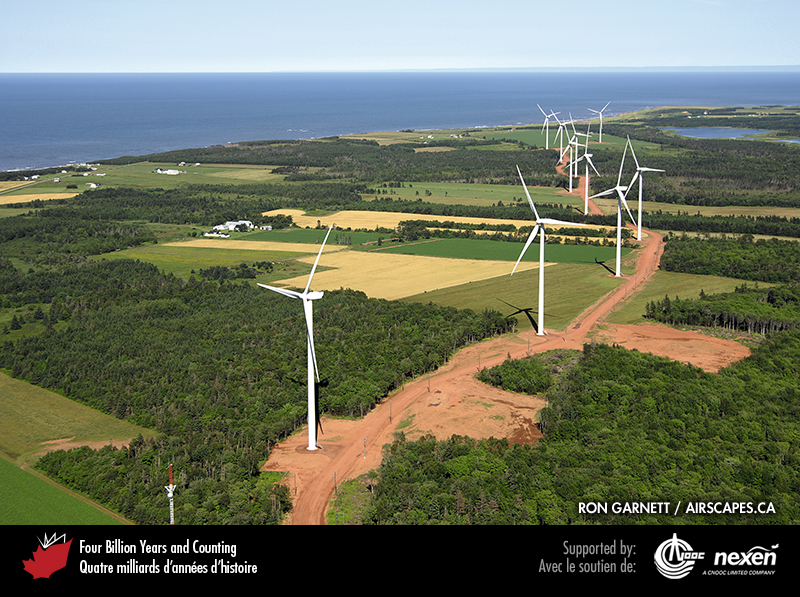 RON GARNETT / AIRSCAPES.CA
Four Billion Years and Counting
Quatre milliards d'années d'histoire
Supported by:
Avec le soutien de:
CNOOC
nexen
A CNOOC LIMITED COMPANY